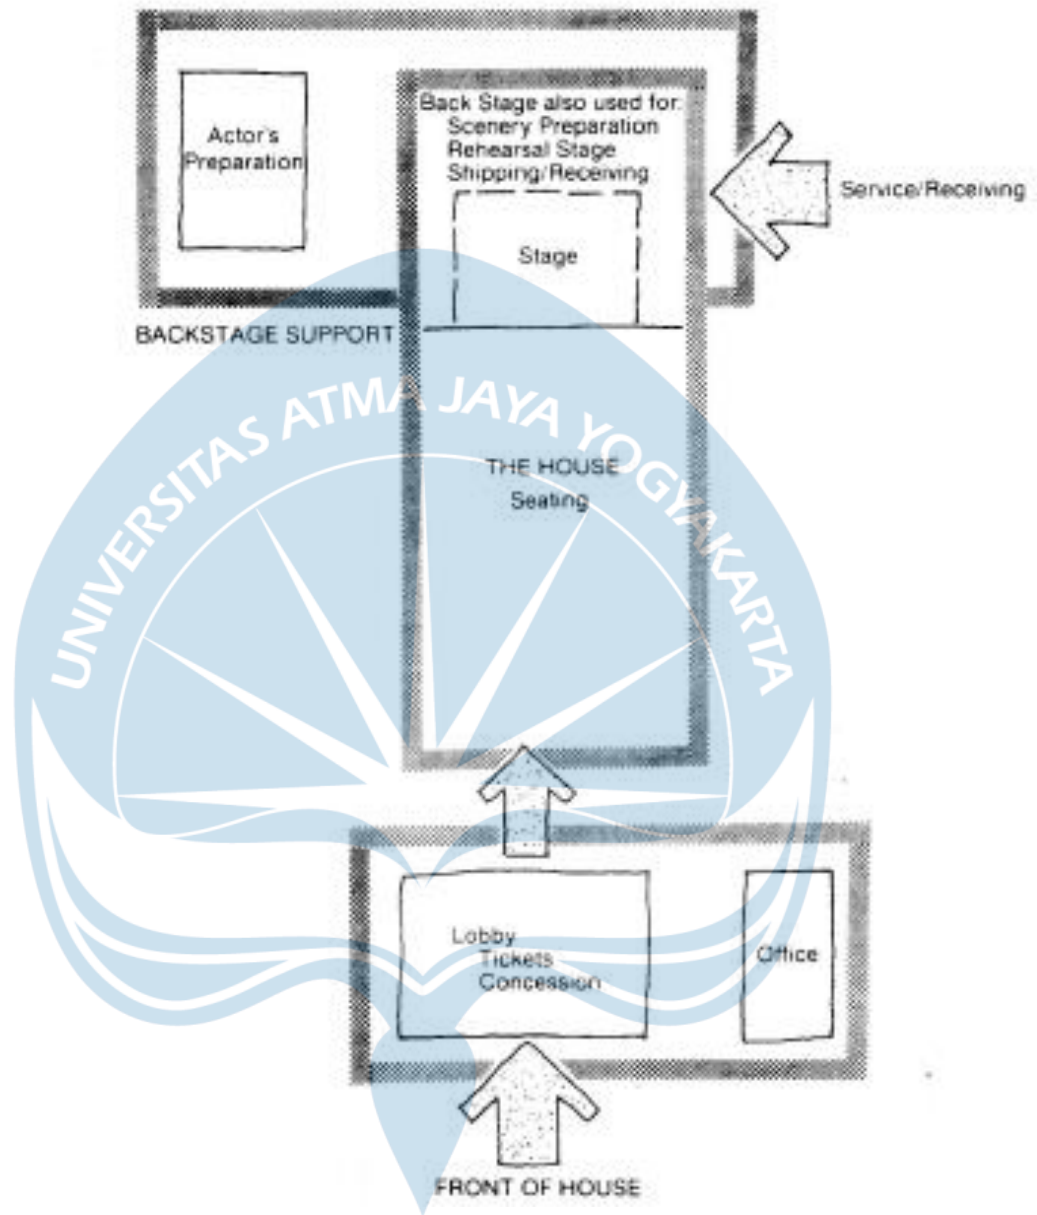 Actor's
Preparation
Back Stage also used for:
Scenery Preparation
Rehearsal Stage
Shipping/Receiving
Service/Receiving
Stage
BACKSTAGE SUPPORT
UNIVERSITAS ATMA JAYA YOGYAKARTA
THE HOUSE
Seating
Lobby
Tickets
Concession
Office
FRONT OF HOUSE